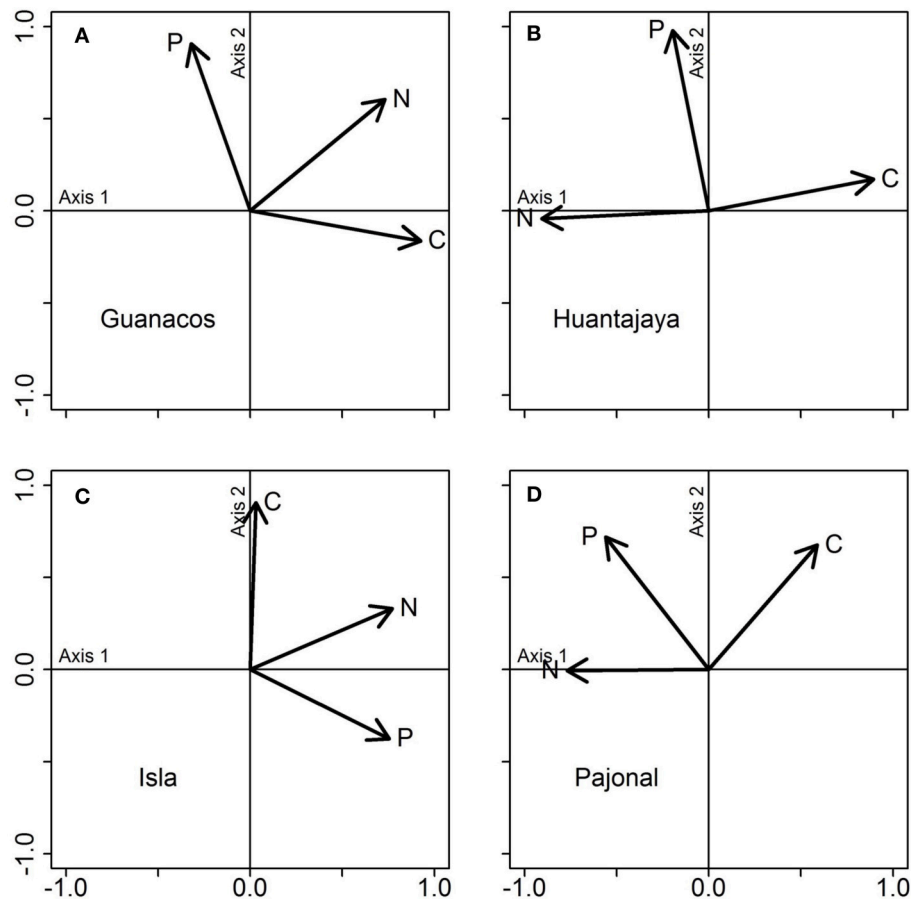 A
P
Axis 2
N
Axis 1
C
Guanacos
1.0
0.0
-1.0
B
P
Axis 2
C
Axis 1
N
Huantajaya
C
Axis 2
C
N
Axis 1
P
Isla
1.0
0.0
-1.0
-1.0
0.0
1.0
D
Axis 2
P
C
Axis 1
N
Pajonal
-1.0
0.0
1.0